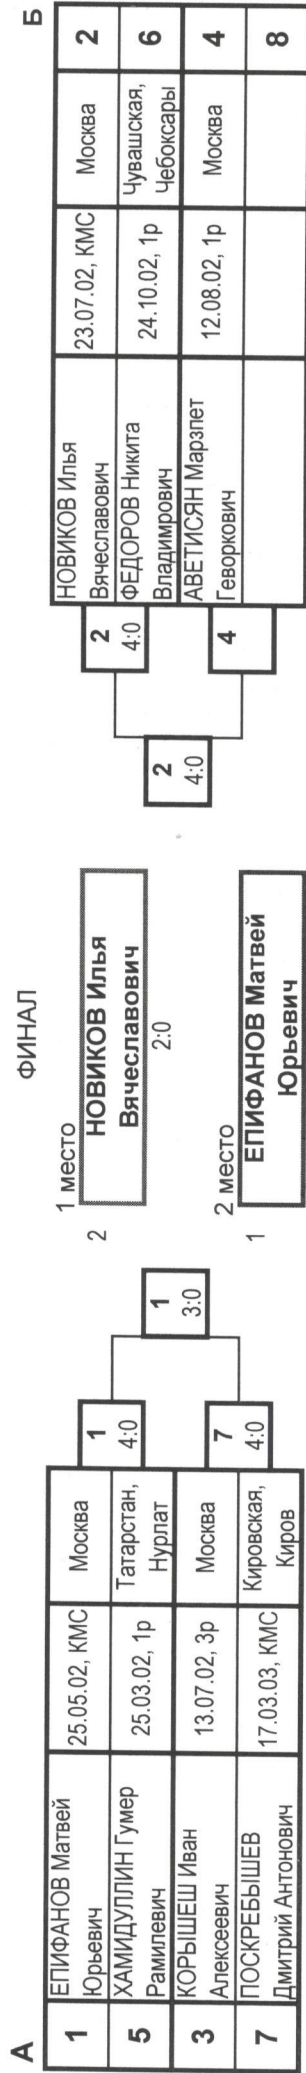 А
1
ЕПИФАНОВ Матвей
Юрьевич
25.05.02, КМС
Москва
5
ХАМИДУЛЛИН Гумер
Рамилевич
25.03.02, 1р
Татарстан,
Нурлат
3
КОРЫШЕШ Иван
Алексеевич
13.07.02, 3р
Москва
7
ПОСКРЕБЫШЕВ
Дмитрий Антонович
17.03.03, КМС
Кировская,
Киров
1
4:0
7
4:0
1
3:0
ФИНАЛ
1 место
2
НОВИКОВ Илья
Вячеславович
2:0
2 место
1
ЕПИФАНОВ Матвей
Юрьевич
Б
2
4:0
2
4:0
4
НОВИКОВ Илья
Вячеславович
23.07.02, КМС
Москва
2
ФЕДОРОВ Никита
Владимирович
24.10.02, 1р
Чувашская,
Чебоксары
6
АВЕТИСЯН Марзпет
Геворкович
12.08.02, 1р
Москва
4
8